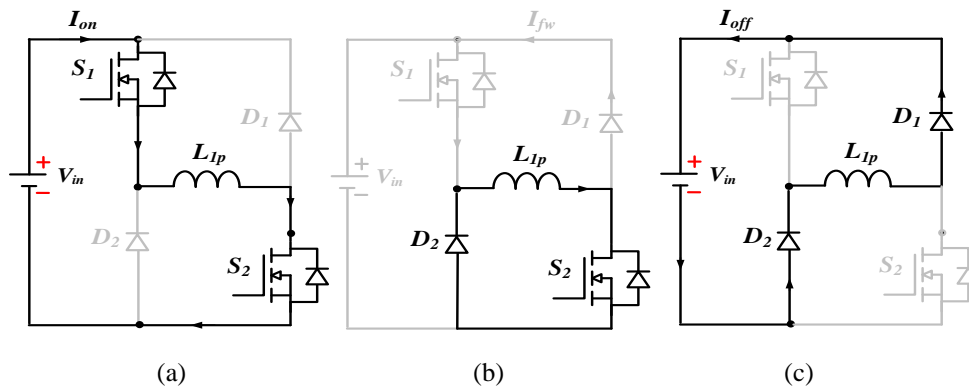 I_on
S_1
D_1
L_1p
+
V_in
−
D_2
S_2
(a)
I_fw
S_1
D_1
L_1p
+
V_in
−
D_2
S_2
(b)
I_off
S_1
D_1
L_1p
+
V_in
−
D_2
S_2
(c)